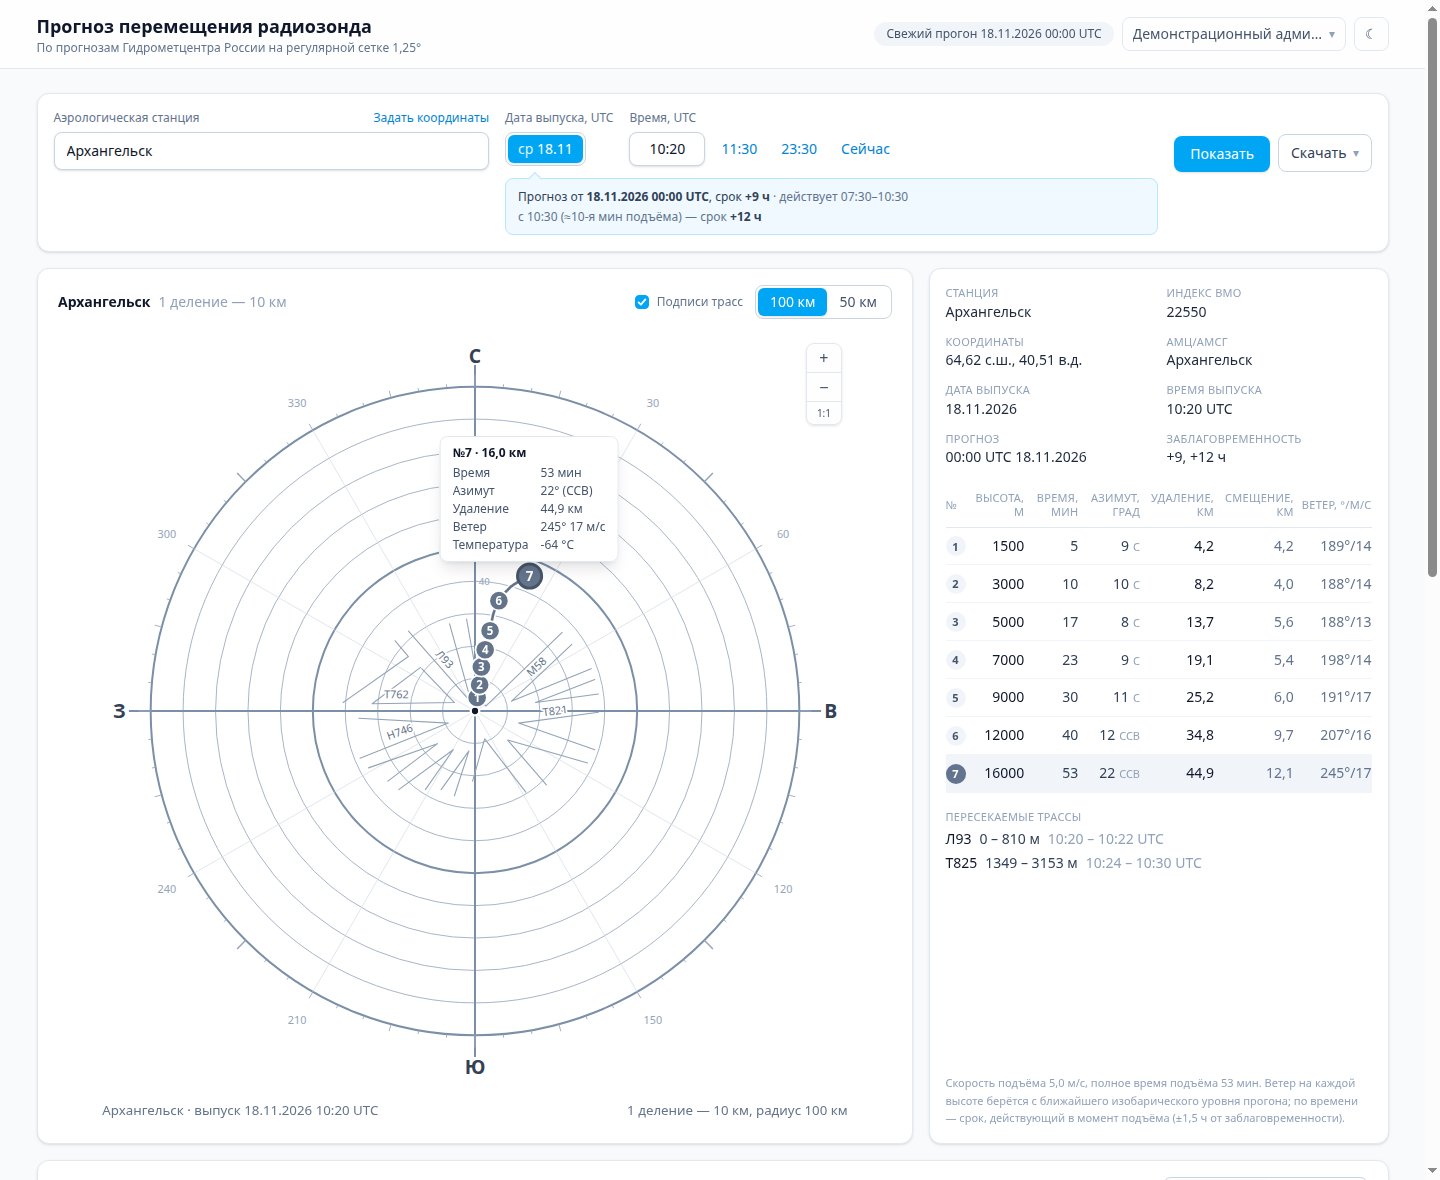 Прогноз перемещения радиозонда
По прогнозам Гидрометцентра России на регулярной сетке 1,25°
Свежий прогон 18.11.2026 00:00 UTC
Демонстрационный адми... ▾
☾
Аэрологическая станция
Задать координаты
Дата выпуска, UTC
Время, UTC
Архангельск
ср 18.11
10:20
11:30
23:30
Сейчас
Показать
Скачать ▾
Прогноз от 18.11.2026 00:00 UTC, срок +9 ч · действует 07:30–10:30
с 10:30 (≈10-я мин подъёма) — срок +12 ч
Архангельск 1 деление — 10 км
Подписи трасс
100 км
50 км
+
−
1:1
С
330
30
300
60
З
В
240
120
210
150
Ю
№7 · 16,0 км
Время 53 мин
Азимут 22° (ССВ)
Удаление 44,9 км
Ветер 245° 17 м/с
Температура -64 °C
40
7
6
5
4
3
2
1
Л93
М58
Т762
Т821
Н746
Архангельск · выпуск 18.11.2026 10:20 UTC
1 деление — 10 км, радиус 100 км
СТАНЦИЯ
Архангельск
ИНДЕКС ВМО
22550
КООРДИНАТЫ
64,62 с.ш., 40,51 в.д.
АМЦ/АМСГ
Архангельск
ДАТА ВЫПУСКА
18.11.2026
ВРЕМЯ ВЫПУСКА
10:20 UTC
ПРОГНОЗ
00:00 UTC 18.11.2026
ЗАБЛАГОВРЕМЕННОСТЬ
+9, +12 ч
№ ВЫСОТА, М ВРЕМЯ, МИН АЗИМУТ, ГРАД УДАЛЕНИЕ, КМ СМЕЩЕНИЕ, КМ ВЕТЕР, °/М/С
1 1500 5 9 С 4,2 4,2 189°/14
2 3000 10 10 С 8,2 4,0 188°/14
3 5000 17 8 С 13,7 5,6 188°/13
4 7000 23 9 С 19,1 5,4 198°/14
5 9000 30 11 С 25,2 6,0 191°/17
6 12000 40 12 ССВ 34,8 9,7 207°/16
7 16000 53 22 ССВ 44,9 12,1 245°/17
ПЕРЕСЕКАЕМЫЕ ТРАССЫ
Л93 0 – 810 м 10:20 – 10:22 UTC
Т825 1349 – 3153 м 10:24 – 10:30 UTC
Скорость подъёма 5,0 м/с, полное время подъёма 53 мин. Ветер на каждой
высоте берётся с ближайшего изобарического уровня прогона; по времени
— срок, действующий в момент подъёма (±1,5 ч от заблаговременности).